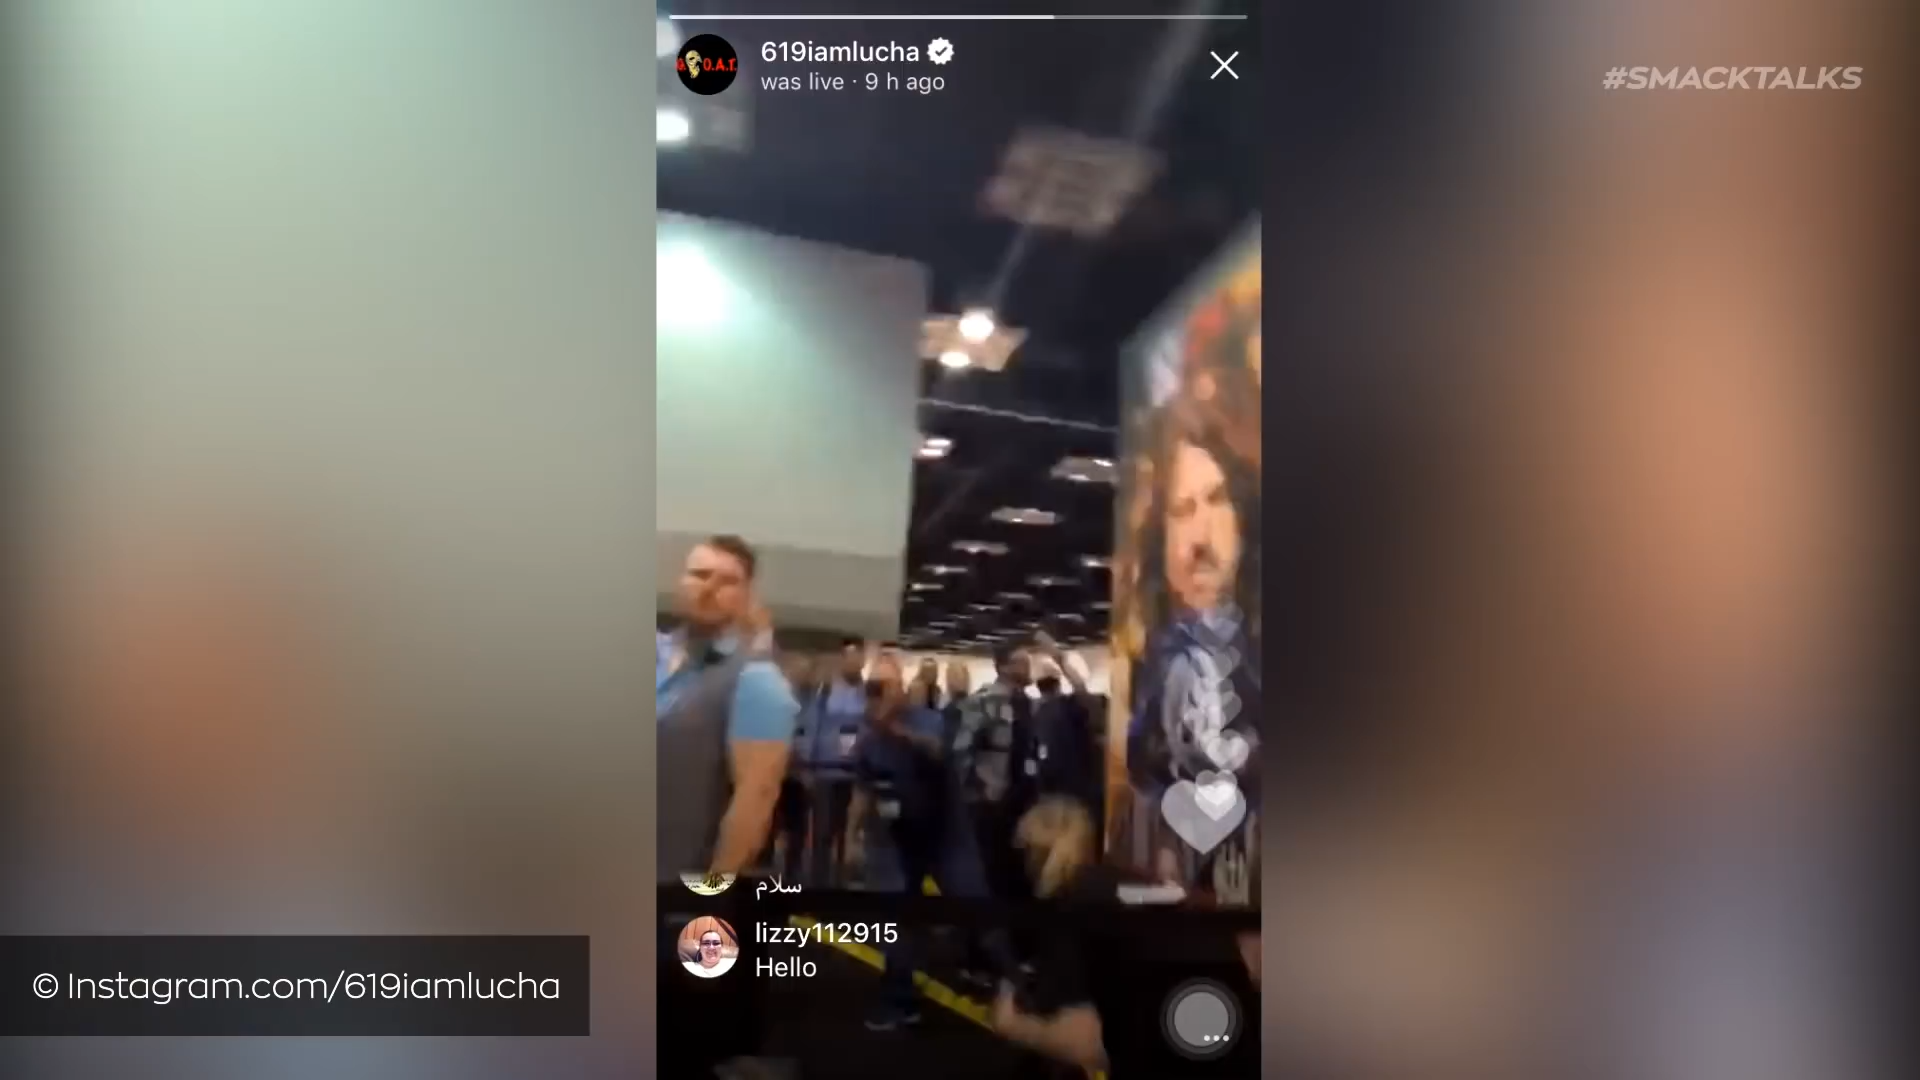 619iamlucha
was live · 9 h ago
#SMACKTALKS
سلام
lizzy112915
Hello
© Instagram.com/619iamlucha